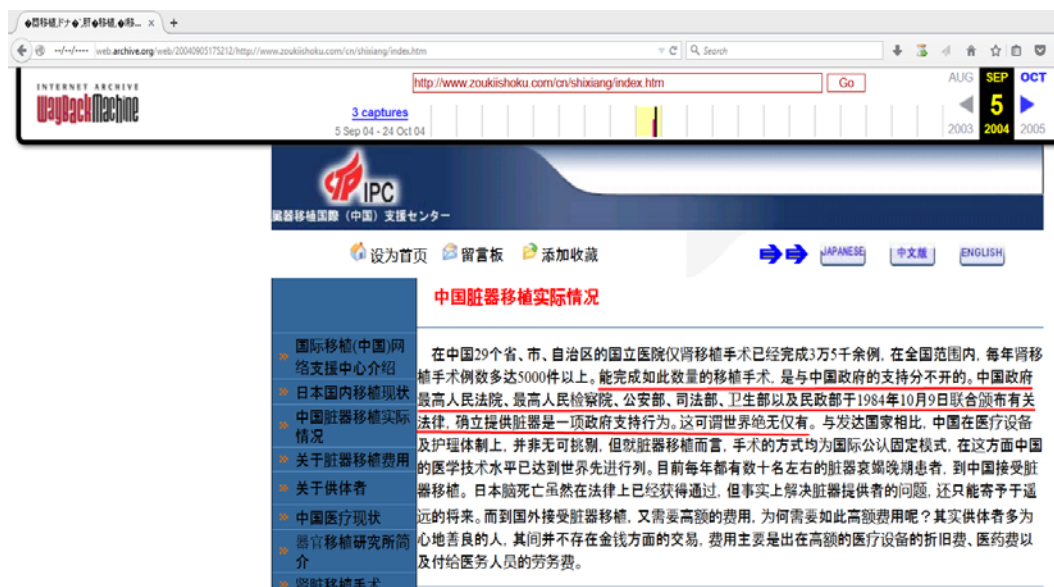 web.archive.org/web/20040905175212/http://www.zoukiishoku.com/cn/shixiang/index.htm
Search
INTERNET ARCHIVE
WayBack Machine
http://www.zoukiishoku.com/cn/shixiang/index.htm
Go
3 captures
5 Sep 04 - 24 Oct 04
AUG SEP OCT
5
2003 2004 2005
IPC
臓器移植国際（中国）支援センター
设为首页 留言板 添加收藏
JAPANESE 中文版 ENGLISH
国际移植(中国)网
络支援中心介绍
日本国内移植现状
中国脏器移植实际
情况
关于脏器移植费用
关于供体者
中国医疗现状
器官移植研究所简
介
肾脏移植手术
中国脏器移植实际情况
在中国29个省、市、自治区的国立医院仅肾移植手术已经完成3万5千余例, 在全国范围内, 每年肾移
植手术例数多达5000件以上。能完成如此数量的移植手术, 是与中国政府的支持分不开的。中国政府
最高人民法院、最高人民检察院、公安部、司法部、卫生部以及民政部于1984年10月9日联合颁布有关
法律, 确立提供脏器是一项政府支持行为。这可谓世界绝无仅有。与发达国家相比, 中国在医疗设备
及护理体制上, 并非无可挑剔, 但就脏器移植而言, 手术的方式均为国际公认固定模式, 在这方面中国
的医学技术水平已达到世界先进行列。目前每年都有数十名左右的脏器衰竭晚期患者, 到中国接受脏
器移植。日本脑死亡虽然在法律上已经获得通过, 但事实上解决脏器提供者的问题, 还只能寄予于遥
远的将来。而到国外接受脏器移植, 又需要高额的费用, 为何需要如此高额费用呢？其实供体者多为
心地善良的人, 其间并不存在金钱方面的交易, 费用主要是出在高额的医疗设备的折旧费、医药费以
及付给医务人员的劳务费。